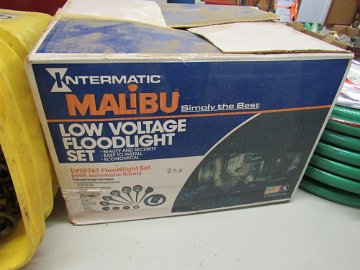 INTERMATIC
MALIBU Simply the Best
LOW VOLTAGE
FLOODLIGHT
SET
- BEAUTY AND SECURITY
- EASY TO INSTALL
- ECONOMICAL
LV1076T Floodlight Set
(with Automatic Timer)